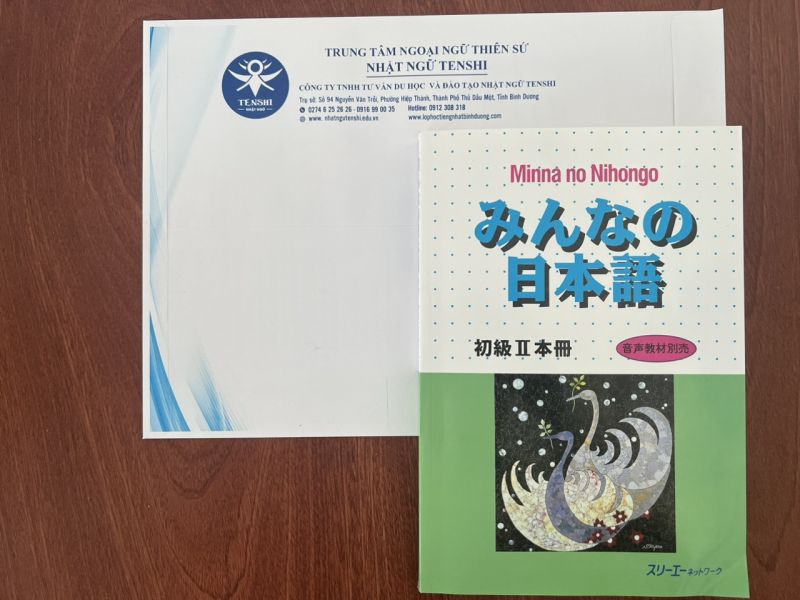 TRUNG TÂM NGOẠI NGỮ THIÊN SỨ
NHẬT NGỮ TENSHI
CÔNG TY TNHH TƯ VẤN DU HỌC VÀ ĐÀO TẠO NHẬT NGỮ TENSHI
Trụ sở: Số 94 Nguyễn Văn Trỗi, Phường Hiệp Thành, Thành Phố Thủ Dầu Một, Tỉnh Bình Dương
0274 6 25 26 26 - 0916 99 00 35 Hotline: 0912 308 318
www. nhatngutenshi.edu.vn www.lophoctiengnhatbinhduong.com
TENSHI
NHẬT NGỮ
Minna no Nihongo
みんなの
日本語
初級 II 本冊
音声教材別売
スリーエーネットワーク